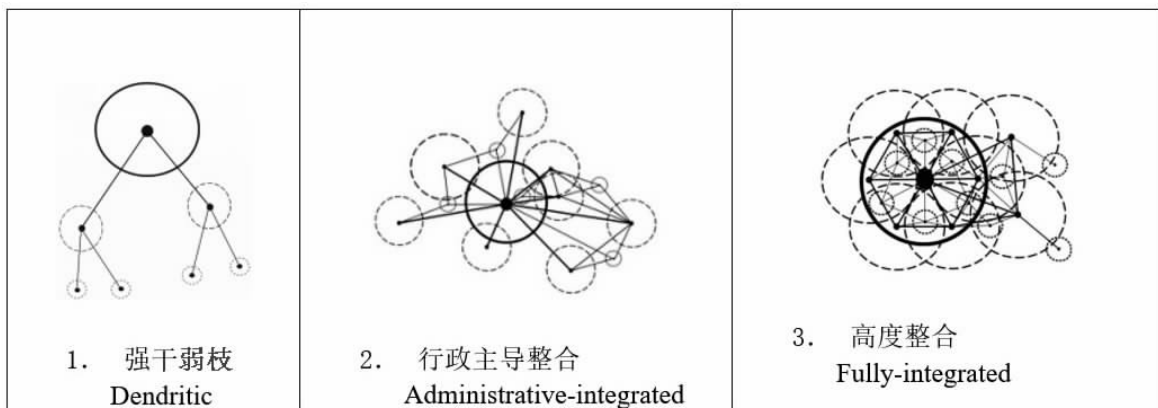 1. 强干弱枝
Dendritic
2. 行政主导整合
Administrative-integrated
3. 高度整合
Fully-integrated